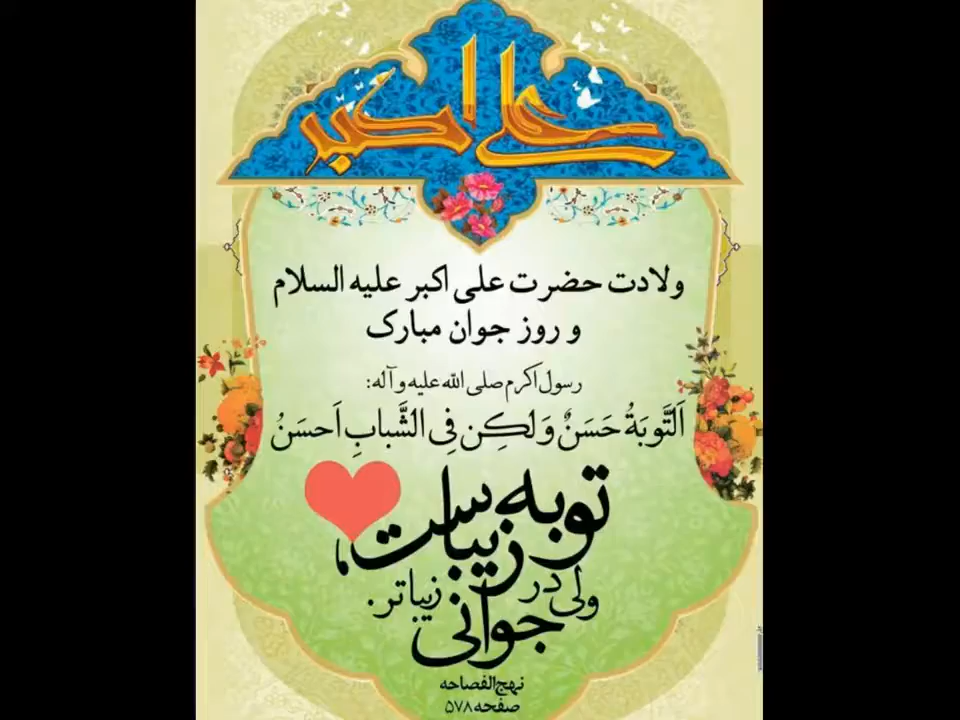 علی اکبر
ولادت حضرت علی اکبر علیه السلام
و روز جوان مبارک
رسول اکرم صلی الله علیه و آله:
اَلتَّوبَةُ حَسَنٌ وَلَکِن فِی الشَّبابِ اَحسَنُ
توبه زیباست،
ولی در جوانی زیباتر.
نهج‌الفصاحه
صفحه ۵۷۸